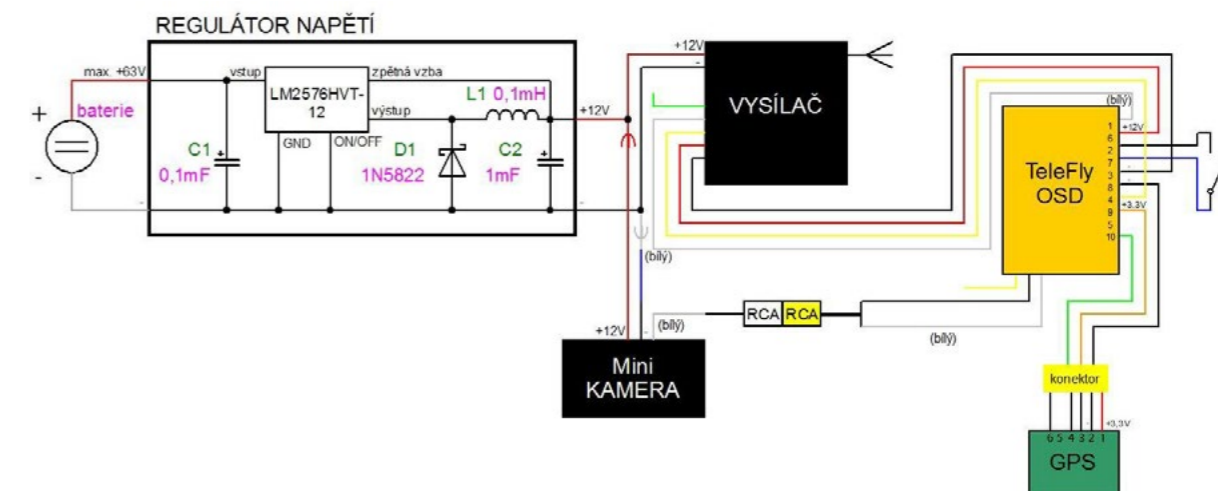 REGULÁTOR NAPĚTÍ
max. +63V
vstup
zpětná vzba
LM2576HVT-
12
výstup
GND
ON/OFF
L1 0,1mH
+12V
+
baterie
-
C1
0,1mF
D1
1N5822
C2
1mF
-
-
+12V
-
VYSÍLAČ
(bílý)
TeleFly
OSD
1
6
2
7
3
8
4
9
5
10
+12V
-
-
+3,3V
(bílý)
+12V
-
(bílý)
RCA
RCA
(bílý)
Mini
KAMERA
konektor
+3,3V
-
6 5 4 3 2 1
GPS